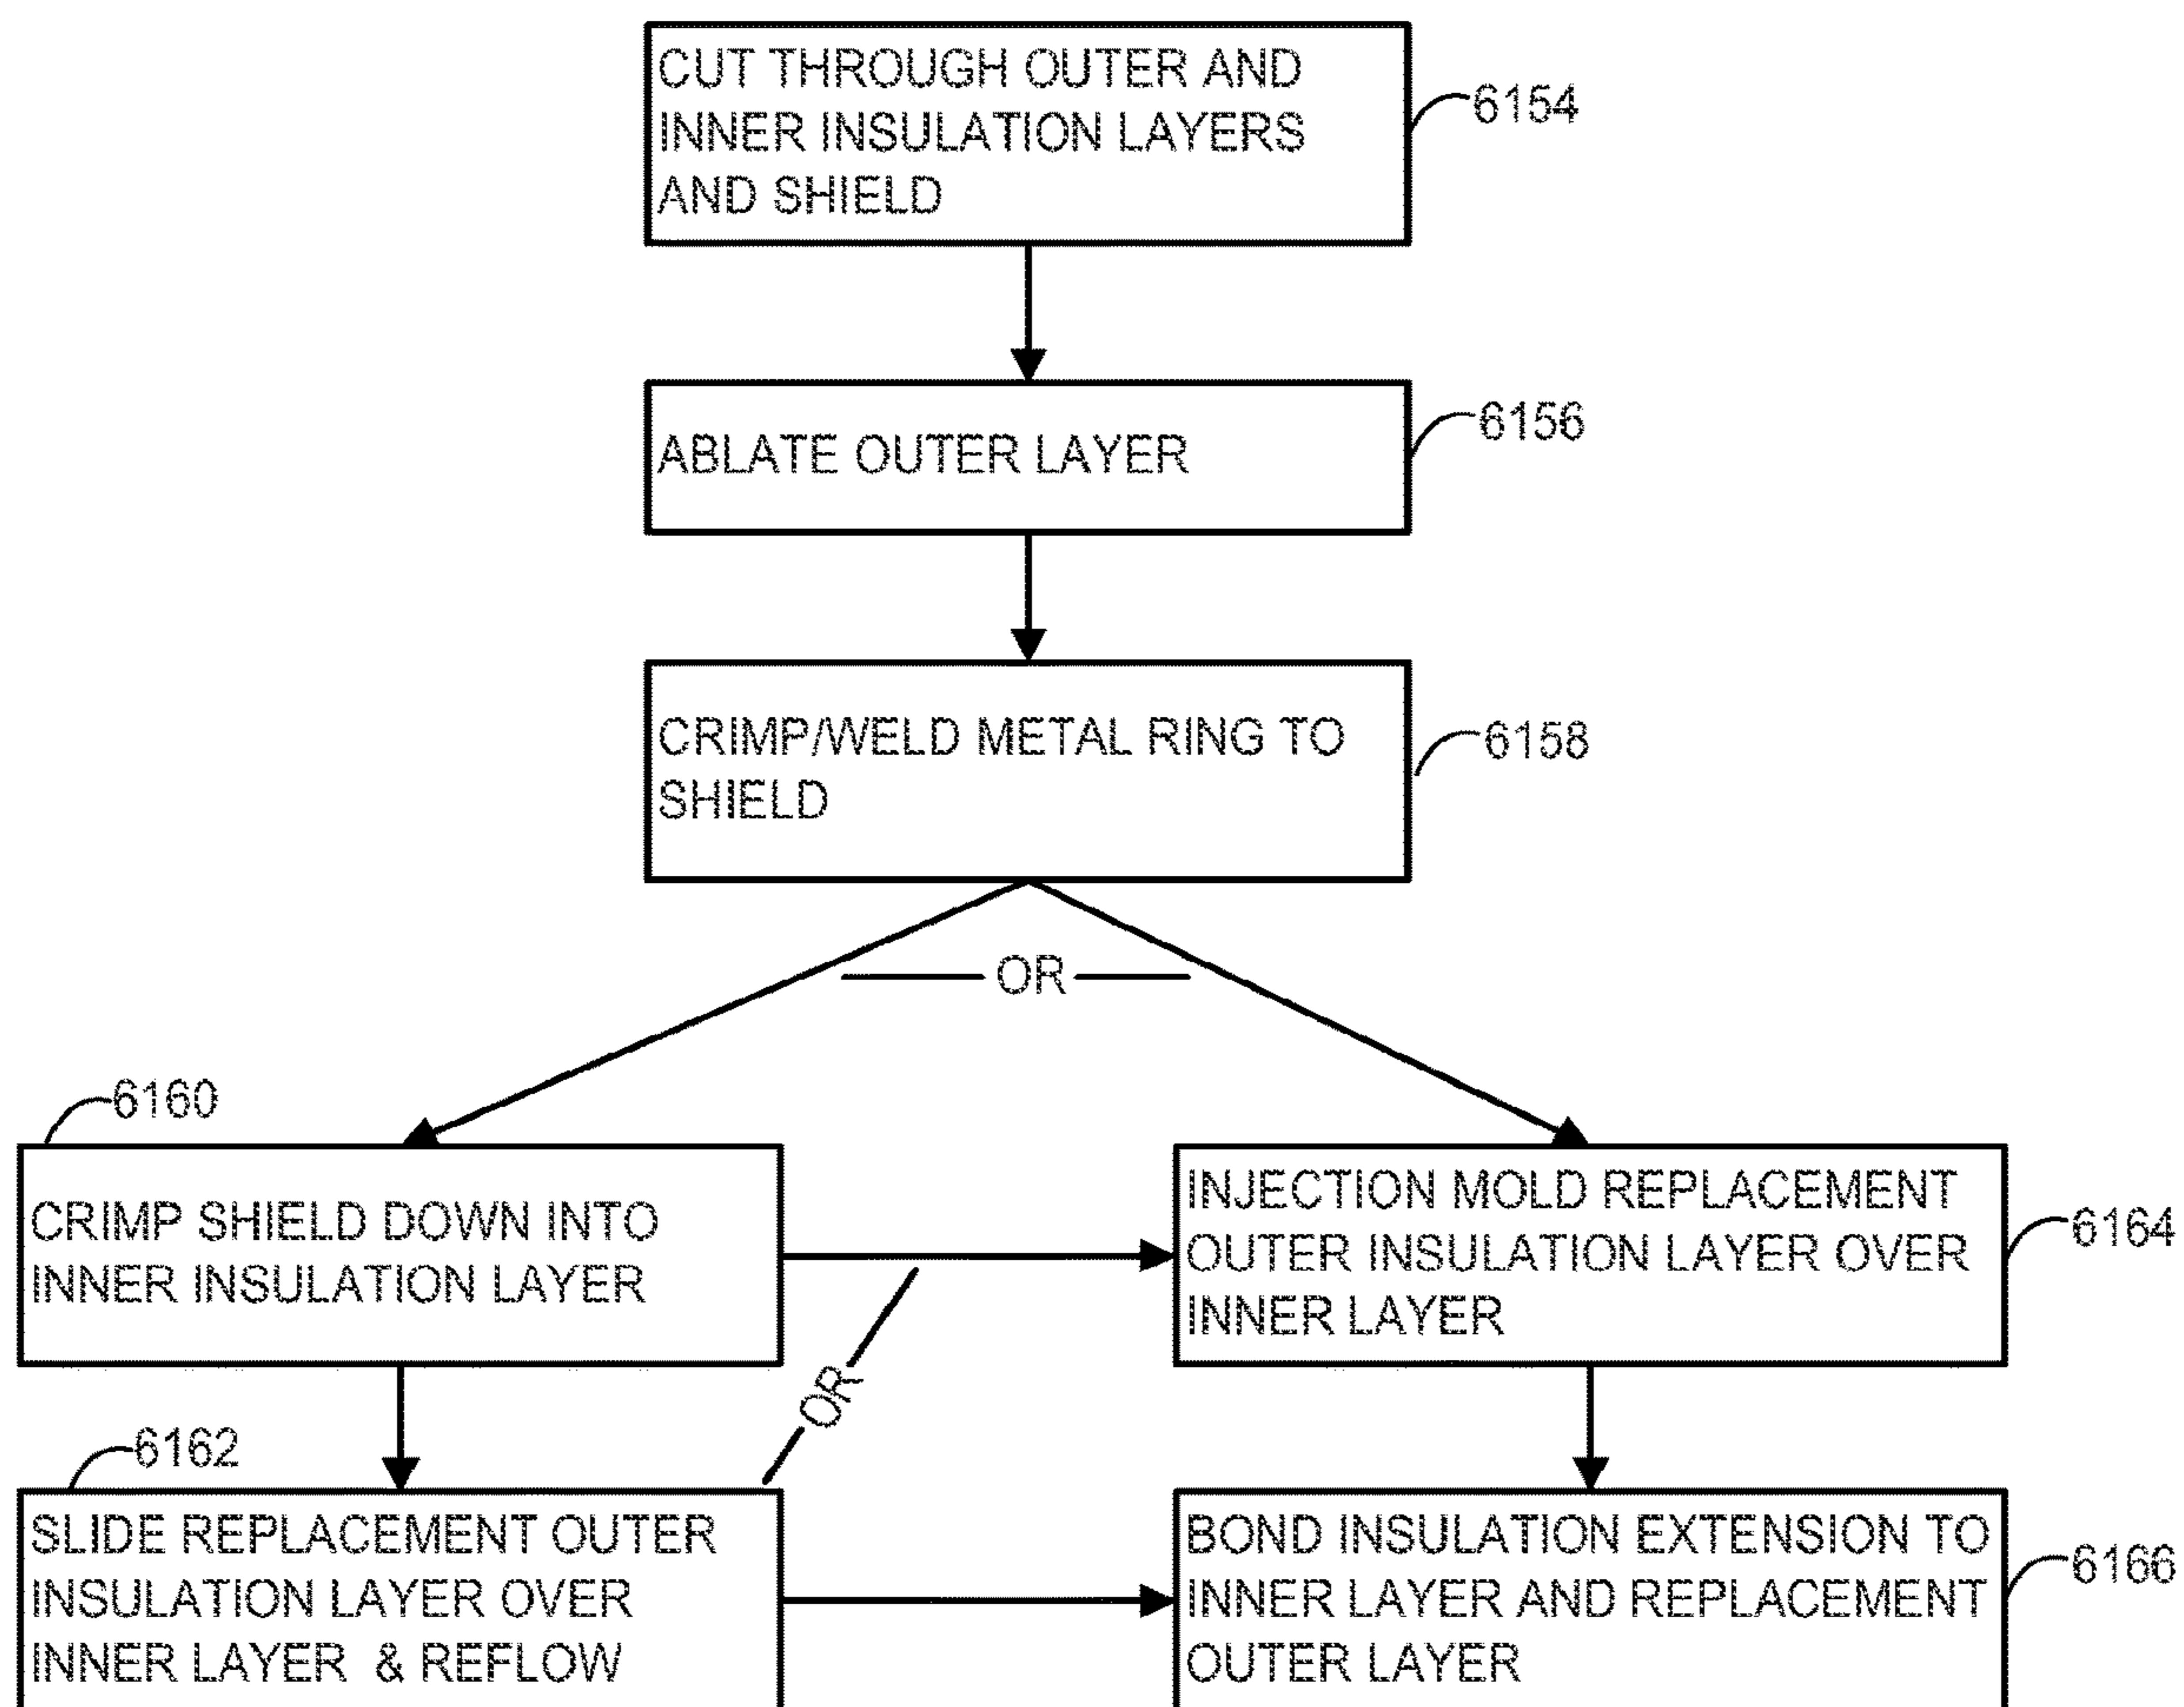 CUT THROUGH OUTER AND
INNER INSULATION LAYERS
AND SHIELD
6154
ABLATE OUTER LAYER
6156
CRIMP/WELD METAL RING TO
SHIELD
6158
OR
6160
CRIMP SHIELD DOWN INTO
INNER INSULATION LAYER
INJECTION MOLD REPLACEMENT
OUTER INSULATION LAYER OVER
INNER LAYER
6164
OR
6162
SLIDE REPLACEMENT OUTER
INSULATION LAYER OVER
INNER LAYER & REFLOW
BOND INSULATION EXTENSION TO
INNER LAYER AND REPLACEMENT
OUTER LAYER
6166